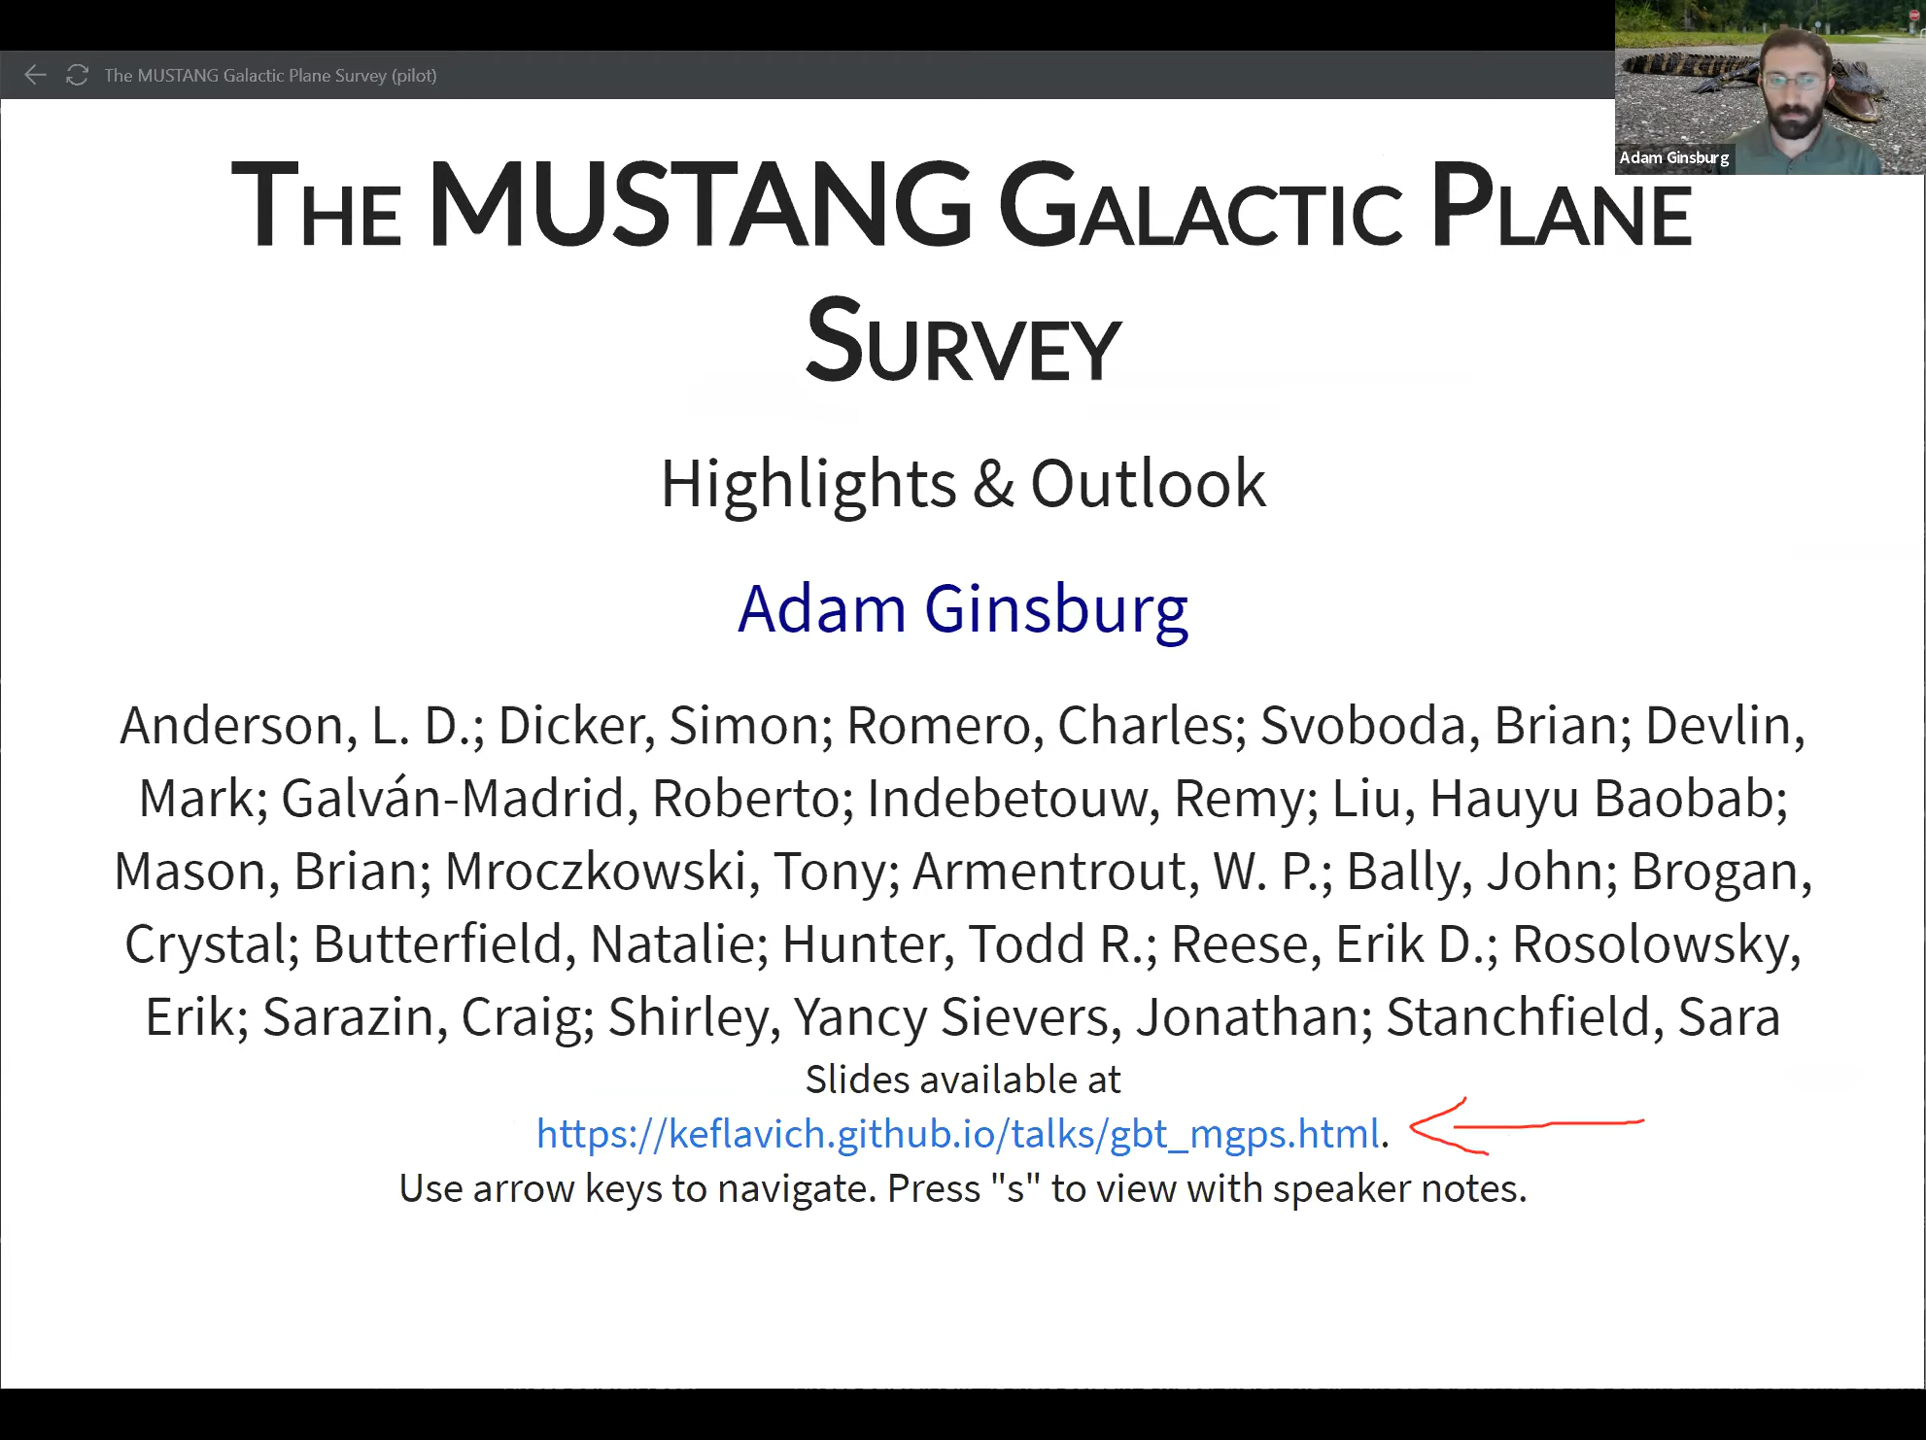 The MUSTANG Galactic Plane Survey (pilot)
Adam Ginsburg
The MUSTANG Galactic Plane
Survey
Highlights & Outlook
Adam Ginsburg
Anderson, L. D.; Dicker, Simon; Romero, Charles; Svoboda, Brian; Devlin,
Mark; Galván-Madrid, Roberto; Indebetouw, Remy; Liu, Hauyu Baobab;
Mason, Brian; Mroczkowski, Tony; Armentrout, W. P.; Bally, John; Brogan,
Crystal; Butterfield, Natalie; Hunter, Todd R.; Reese, Erik D.; Rosolowsky,
Erik; Sarazin, Craig; Shirley, Yancy Sievers, Jonathan; Stanchfield, Sara
Slides available at
https://keflavich.github.io/talks/gbt_mgps.html.
Use arrow keys to navigate. Press "s" to view with speaker notes.